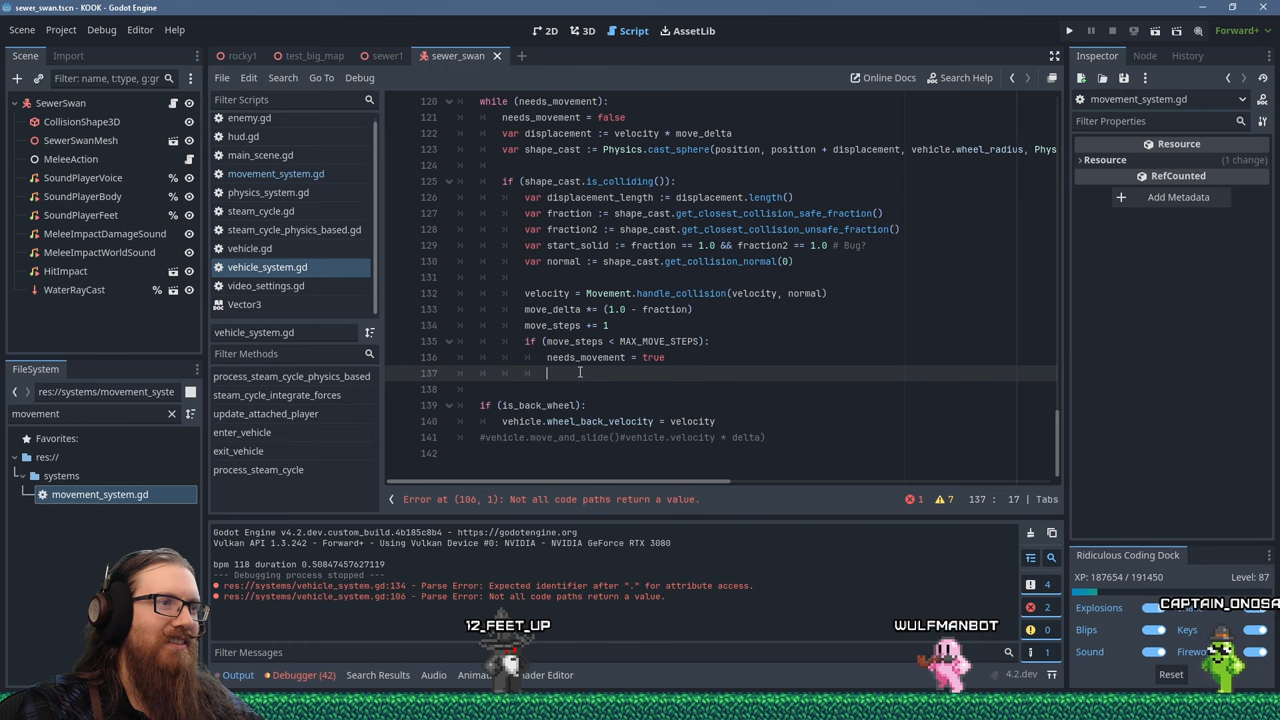 sewer_swan.tscn - KOOK - Godot Engine
Scene Project Debug Editor Help
2D 3D Script AssetLib
Forward+
Scene Import
Filter: name, t:type, g:gr
SewerSwan
CollisionShape3D
SewerSwanMesh
MeleeAction
SoundPlayerVoice
SoundPlayerBody
SoundPlayerFeet
MeleeImpactDamageSound
MeleeImpactWorldSound
HitImpact
WaterRayCast
FileSystem
res://systems/movement_syste
movement
Favorites:
res://
systems
movement_system.gd
rocky1 test_big_map sewer1 sewer_swan
File Edit Search Go To Debug
Online Docs Search Help
Filter Scripts
enemy.gd
hud.gd
main_scene.gd
movement_system.gd
physics_system.gd
steam_cycle.gd
steam_cycle_physics_based.gd
vehicle.gd
vehicle_system.gd
video_settings.gd
Vector3
vehicle_system.gd
Filter Methods
process_steam_cycle_physics_based
steam_cycle_integrate_forces
update_attached_player
enter_vehicle
exit_vehicle
process_steam_cycle
120 while (needs_movement):
121 needs_movement = false
122 var displacement := velocity * move_delta
123 var shape_cast := Physics.cast_sphere(position, position + displacement, vehicle.wheel_radius, Phys
124
125 if (shape_cast.is_colliding()):
126 var displacement_length := displacement.length()
127 var fraction := shape_cast.get_closest_collision_safe_fraction()
128 var fraction2 := shape_cast.get_closest_collision_unsafe_fraction()
129 var start_solid := fraction == 1.0 && fraction2 == 1.0 # Bug?
130 var normal := shape_cast.get_collision_normal(0)
131
132 velocity = Movement.handle_collision(velocity, normal)
133 move_delta *= (1.0 - fraction)
134 move_steps += 1
135 if (move_steps < MAX_MOVE_STEPS):
136 needs_movement = true
137
138
139 if (is_back_wheel):
140 vehicle.wheel_back_velocity = velocity
141 #vehicle.move_and_slide()#vehicle.velocity * delta)
142
Error at (106, 1): Not all code paths return a value.
1 7 137 : 17 | Tabs
Godot Engine v4.2.dev.custom_build.4b185c8b4 - https://godotengine.org
Vulkan API 1.3.242 - Forward+ - Using Vulkan Device #0: NVIDIA - NVIDIA GeForce RTX 3080
bpm 118 duration 0.50847457627119
--- Debugging process stopped ---
res://systems/vehicle_system.gd:134 - Parse Error: Expected identifier after "." for attribute access.
res://systems/vehicle_system.gd:106 - Parse Error: Not all code paths return a value.
4
2
0
1
12_FEET_UP
WULFMANBOT
Filter Messages
Output Debugger (42) Search Results Audio
4.2.dev
Inspector Node History
movement_system.gd
Filter Properties
Resource
Resource (1 change)
RefCounted
Add Metadata
Ridiculous Coding Dock
XP: 187654 / 191450 Level: 87
Explosions
Blips Keys
Sound
Reset